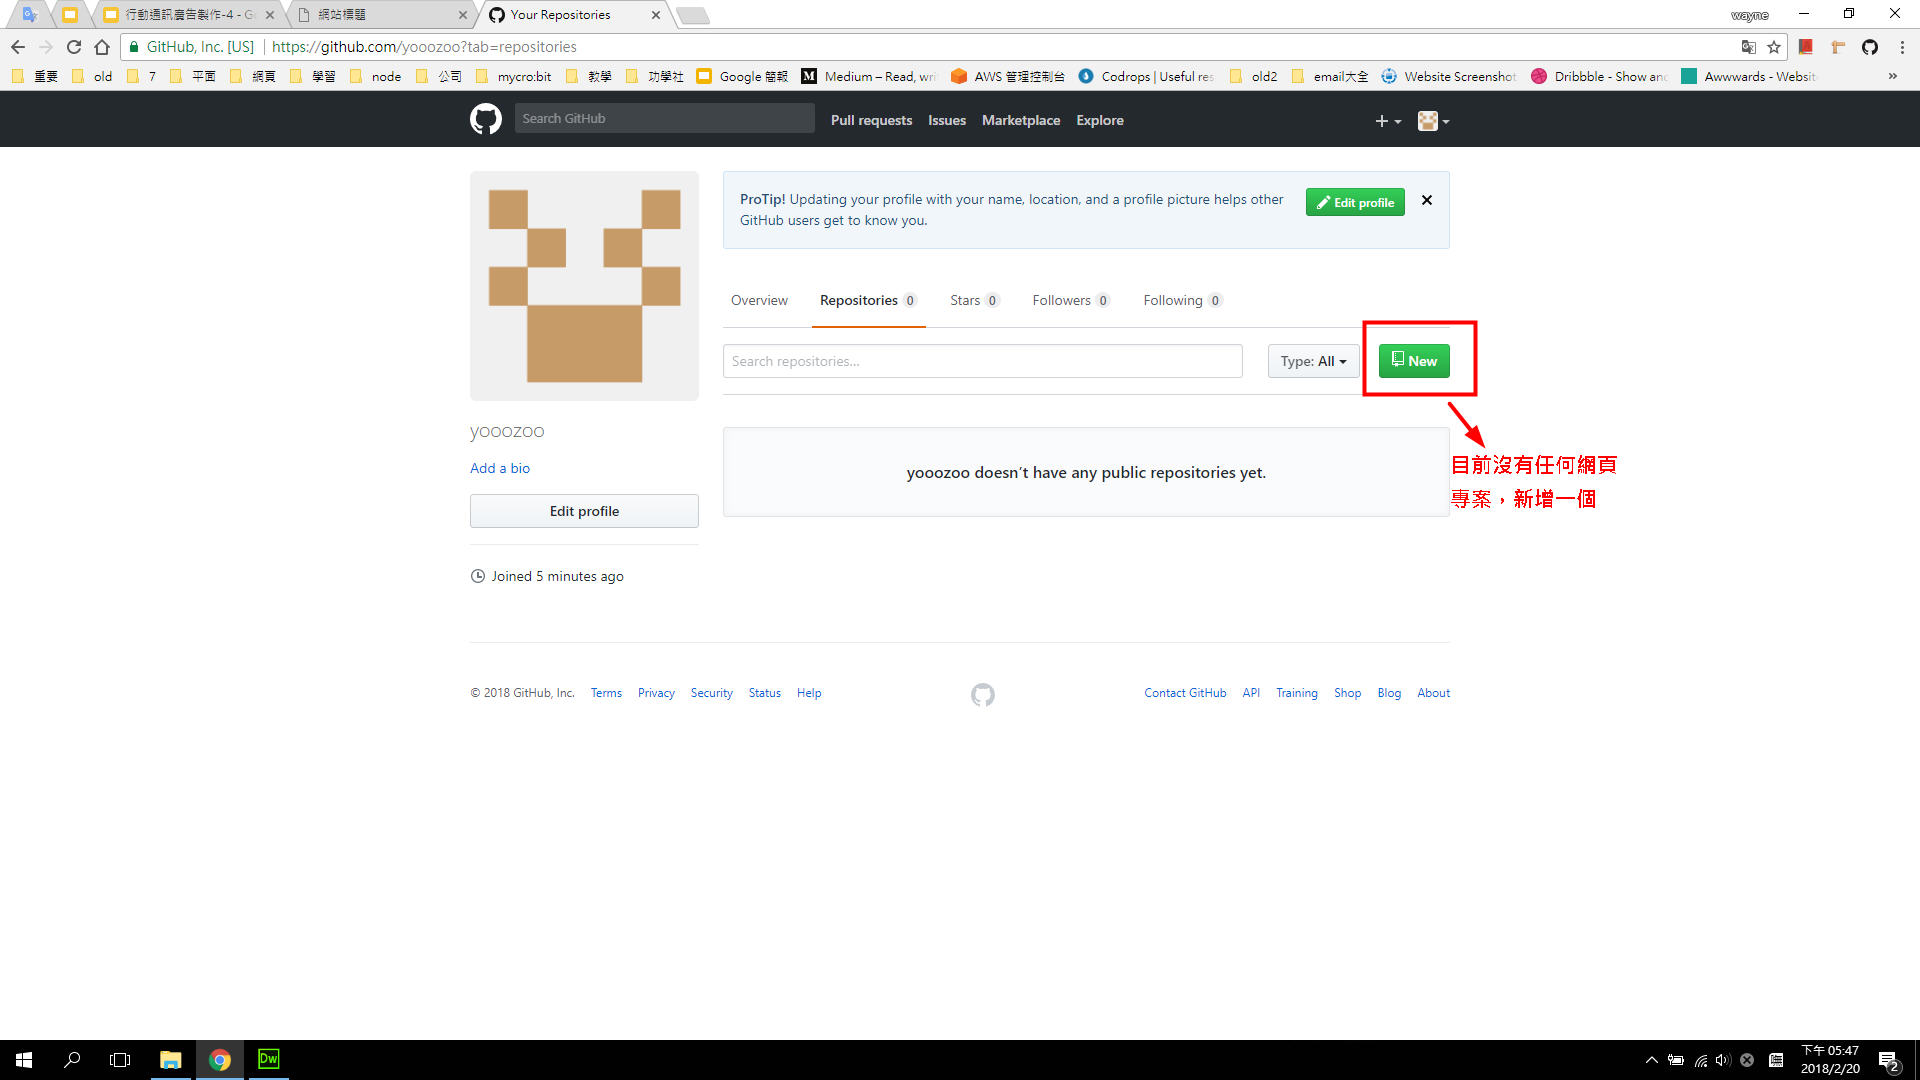 行動通訊廣告製作-4 - G
網站標題
Your Repositories
wayne
GitHub, Inc. [US]
https://github.com/yooozoo?tab=repositories
重要
old
7
平面
網頁
學習
node
公司
mycro:bit
教學
功學社
Google 簡報
Medium – Read, wri
AWS 管理控制台
Codrops | Useful res
old2
email大全
Website Screenshot
Dribbble - Show and
Awwwards - Websit
»
Search GitHub
Pull requests
Issues
Marketplace
Explore
ProTip! Updating your profile with your name, location, and a profile picture helps other
GitHub users get to know you.
Edit profile
Overview
Repositories 0
Stars 0
Followers 0
Following 0
Search repositories...
Type: All
New
目前沒有任何網頁
專案，新增一個
yooozoo doesn’t have any public repositories yet.
yooozoo
Add a bio
Edit profile
Joined 5 minutes ago
© 2018 GitHub, Inc.
Terms
Privacy
Security
Status
Help
Contact GitHub
API
Training
Shop
Blog
About
Dw
下午 05:47
2018/2/20
2